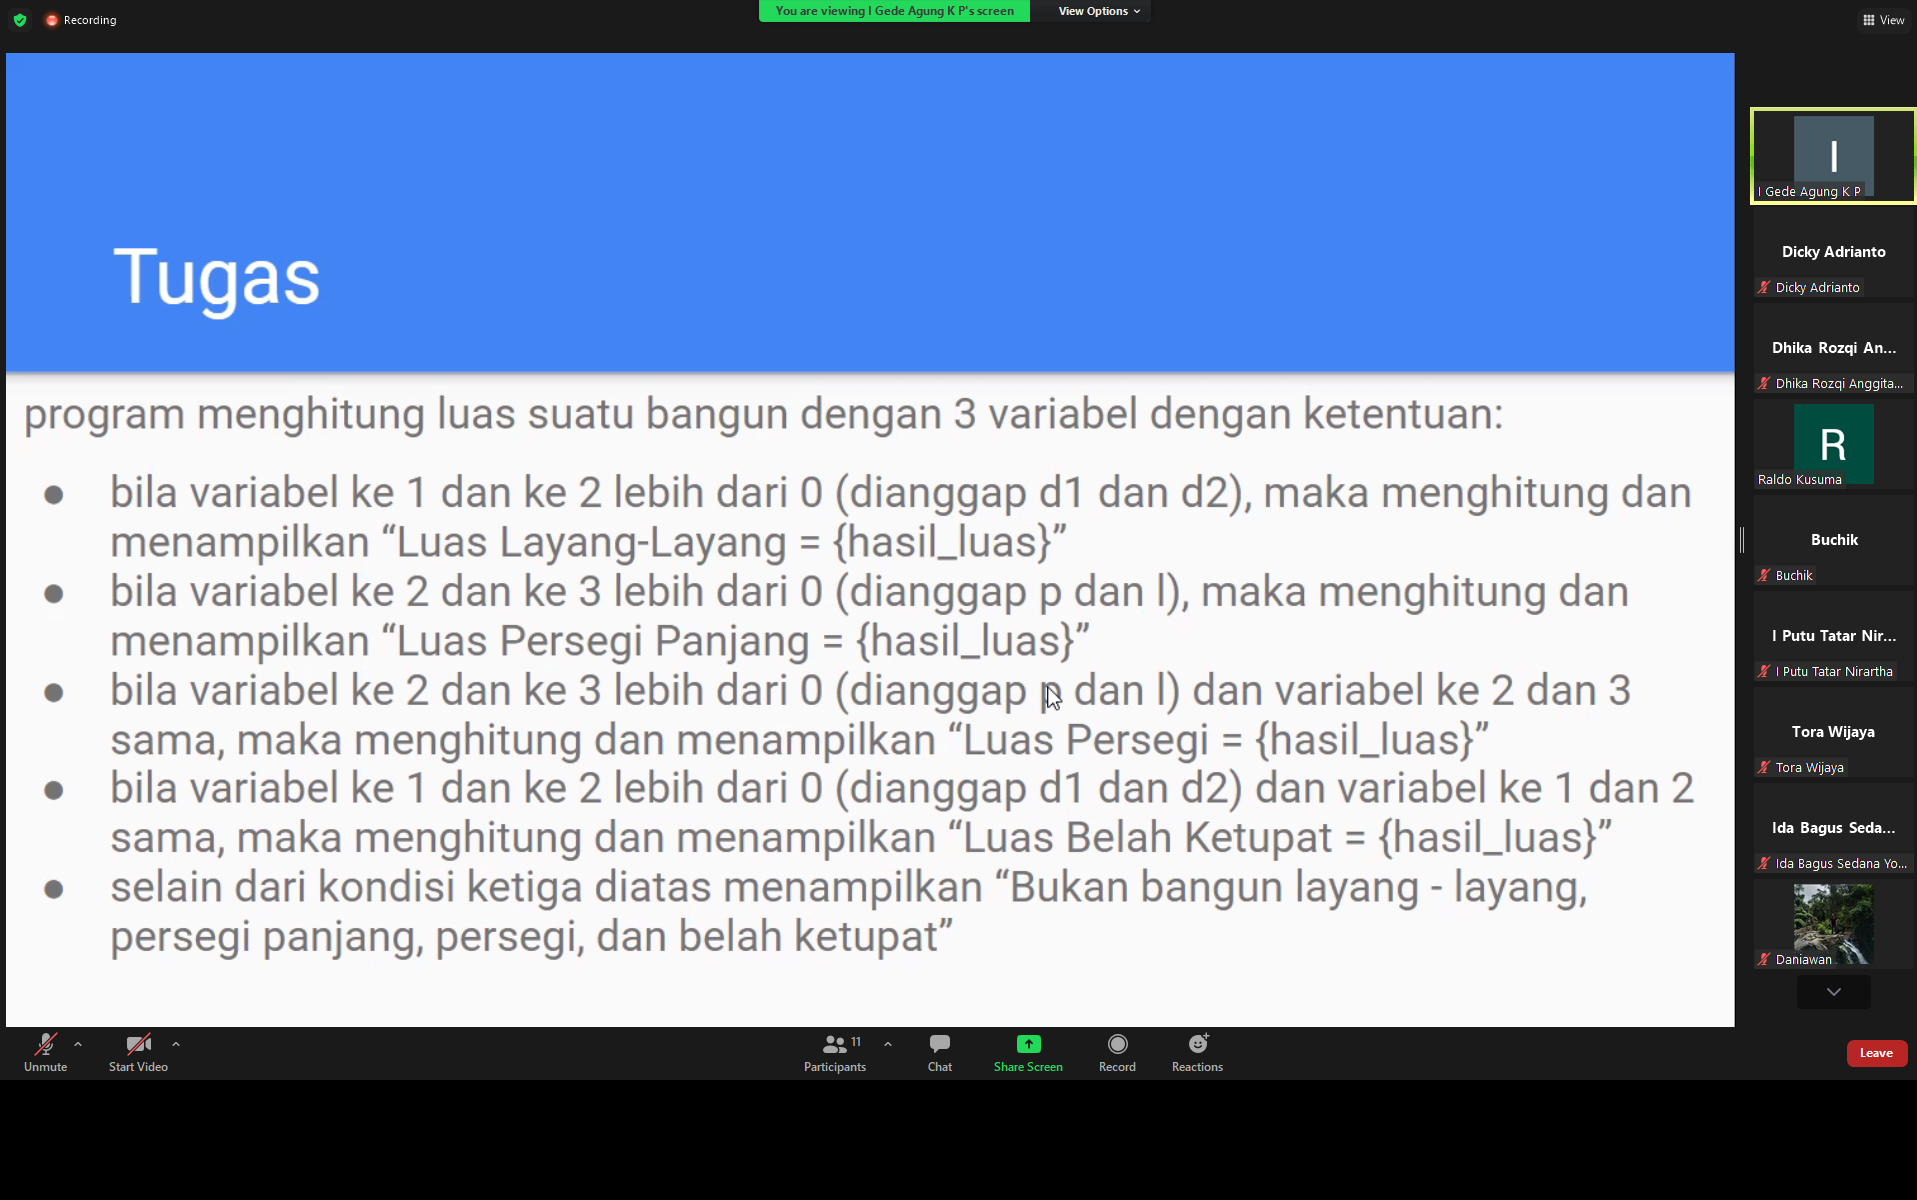 Recording
You are viewing I Gede Agung K P's screen
View Options
View
Tugas
program menghitung luas suatu bangun dengan 3 variabel dengan ketentuan:
● bila variabel ke 1 dan ke 2 lebih dari 0 (dianggap d1 dan d2), maka menghitung dan
menampilkan “Luas Layang-Layang = {hasil_luas}”
● bila variabel ke 2 dan ke 3 lebih dari 0 (dianggap p dan l), maka menghitung dan
menampilkan “Luas Persegi Panjang = {hasil_luas}”
● bila variabel ke 2 dan ke 3 lebih dari 0 (dianggap p dan l) dan variabel ke 2 dan 3
sama, maka menghitung dan menampilkan “Luas Persegi = {hasil_luas}”
● bila variabel ke 1 dan ke 2 lebih dari 0 (dianggap d1 dan d2) dan variabel ke 1 dan 2
sama, maka menghitung dan menampilkan “Luas Belah Ketupat = {hasil_luas}”
● selain dari kondisi ketiga diatas menampilkan “Bukan bangun layang - layang,
persegi panjang, persegi, dan belah ketupat”
I
I Gede Agung K P
Dicky Adrianto
Dicky Adrianto
Dhika Rozqi An...
Dhika Rozqi Anggita...
R
Raldo Kusuma
Buchik
Buchik
I Putu Tatar Nir...
I Putu Tatar Nirartha
Tora Wijaya
Tora Wijaya
Ida Bagus Seda...
Ida Bagus Sedana Yo...
Daniawan
Unmute
Start Video
Participants
11
Chat
Share Screen
Record
Reactions
Leave